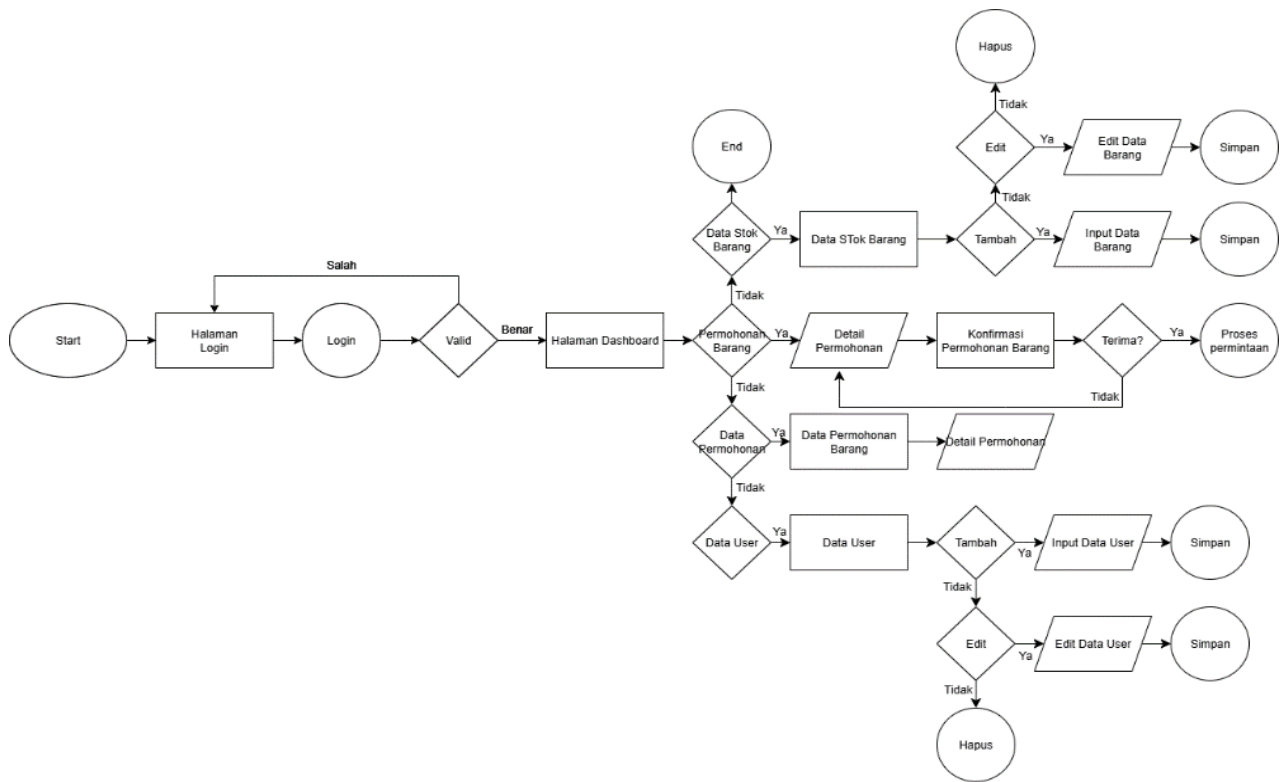 Hapus
Tidak
End
Edit
Ya
Edit Data
Barang
Simpan
Tidak
Data Stok
Barang
Ya
Data STok Barang
Tambah
Ya
Input Data
Barang
Simpan
Salah
Tidak
Start
Halaman
Login
Login
Valid
Benar
Halaman Dashboard
Permohonan
Barang
Ya
Detail
Permohonan
Konfirmasi
Permohonan Barang
Terima?
Ya
Proses
permintaan
Tidak
Tidak
Data
Permohonan
Ya
Data Permohonan
Barang
Detail Permohonan
Tidak
Data User
Ya
Data User
Tambah
Ya
Input Data User
Simpan
Tidak
Edit
Ya
Edit Data User
Simpan
Tidak
Hapus